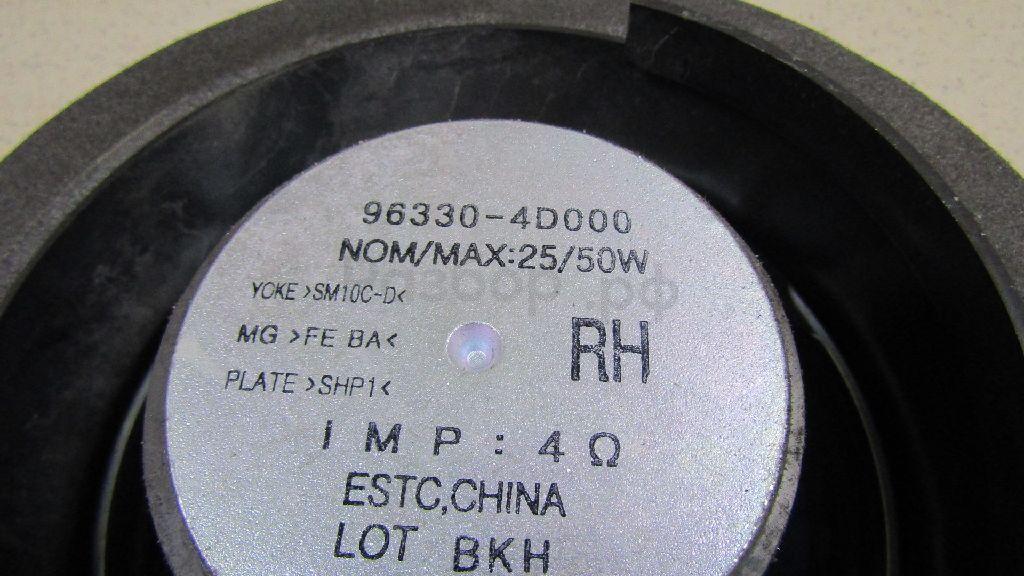 96330-4D000
NOM/MAX:25/50W
YOKE >SM10C-D<
MG >FE BA<
RH
PLATE >SHP1<
IMP: 4Ω
ESTC,CHINA
LOT BKH